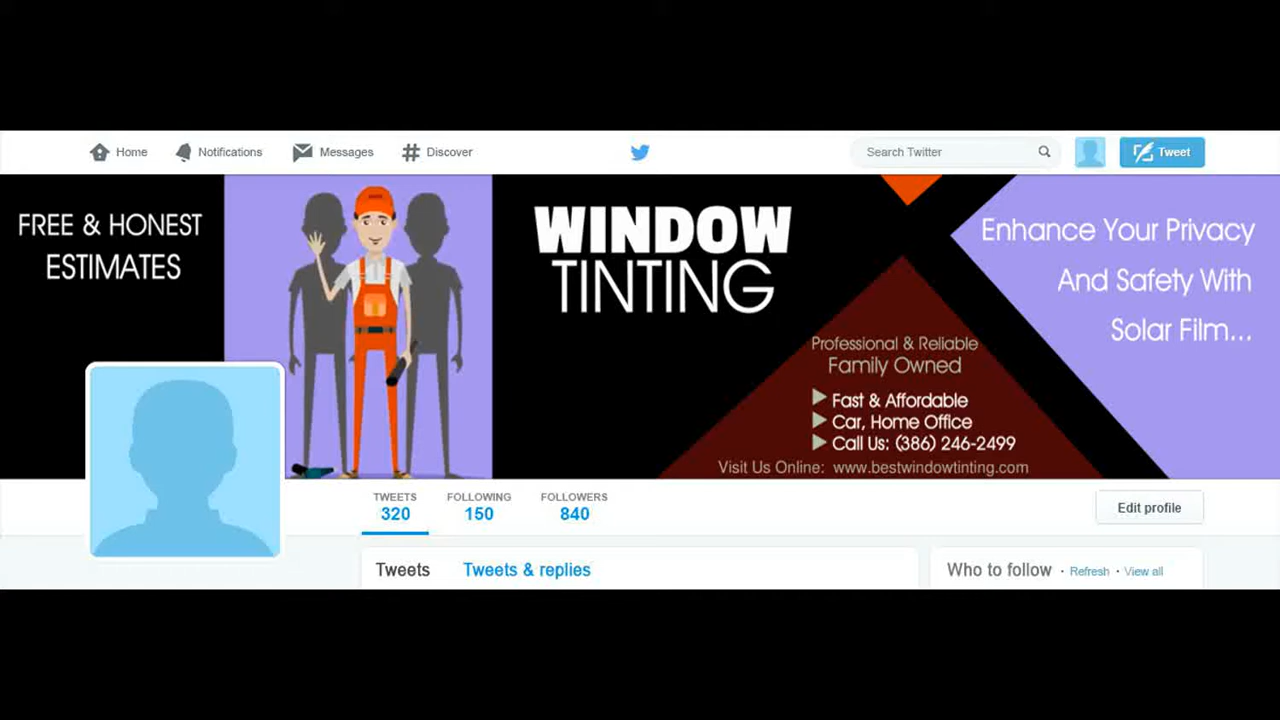 Home
Notifications
Messages
Discover
Search Twitter
Tweet
FREE & HONEST
ESTIMATES
WINDOW
TINTING
Enhance Your Privacy
And Safety With
Solar Film...
Professional & Reliable
Family Owned
Fast & Affordable
Car, Home Office
Call Us: (386) 246-2499
Visit Us Online: www.bestwindowtinting.com
TWEETS
320
FOLLOWING
150
FOLLOWERS
840
Edit profile
Tweets
Tweets & replies
Who to follow · Refresh · View all